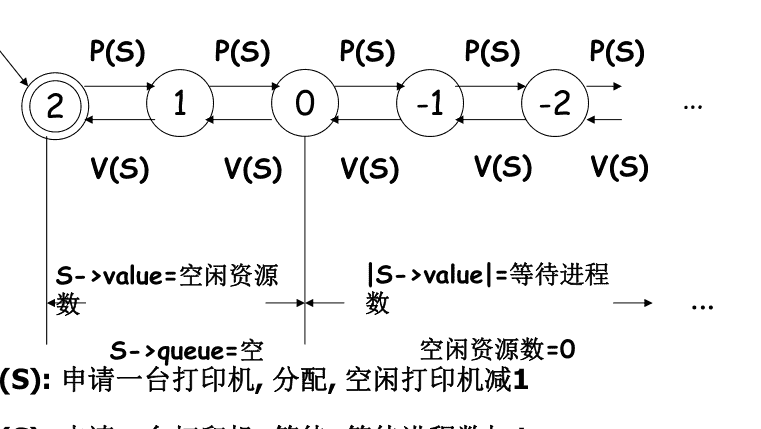 P(S) P(S) P(S) P(S) P(S)
2 1 0 -1 -2 ...
V(S) V(S) V(S) V(S) V(S)
S->value=空闲资源 |S->value|=等待进程
数 数 ...
S->queue=空 空闲资源数=0
(S): 申请一台打印机, 分配, 空闲打印机减1